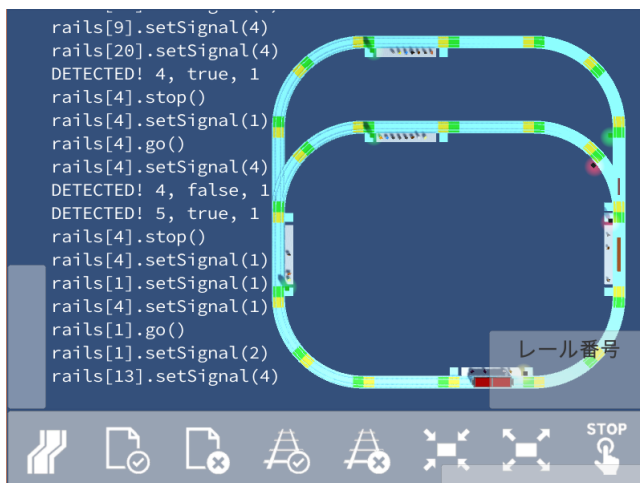 rails[9].setSignal(4)
rails[20].setSignal(4)
DETECTED! 4, true, 1
rails[4].stop()
rails[4].setSignal(1)
rails[4].go()
rails[4].setSignal(4)
DETECTED! 4, false, 1
DETECTED! 5, true, 1
rails[4].stop()
rails[4].setSignal(1)
rails[1].setSignal(1)
rails[4].setSignal(1)
rails[1].go()
rails[1].setSignal(2)
rails[13].setSignal(4)
レール番号
STOP